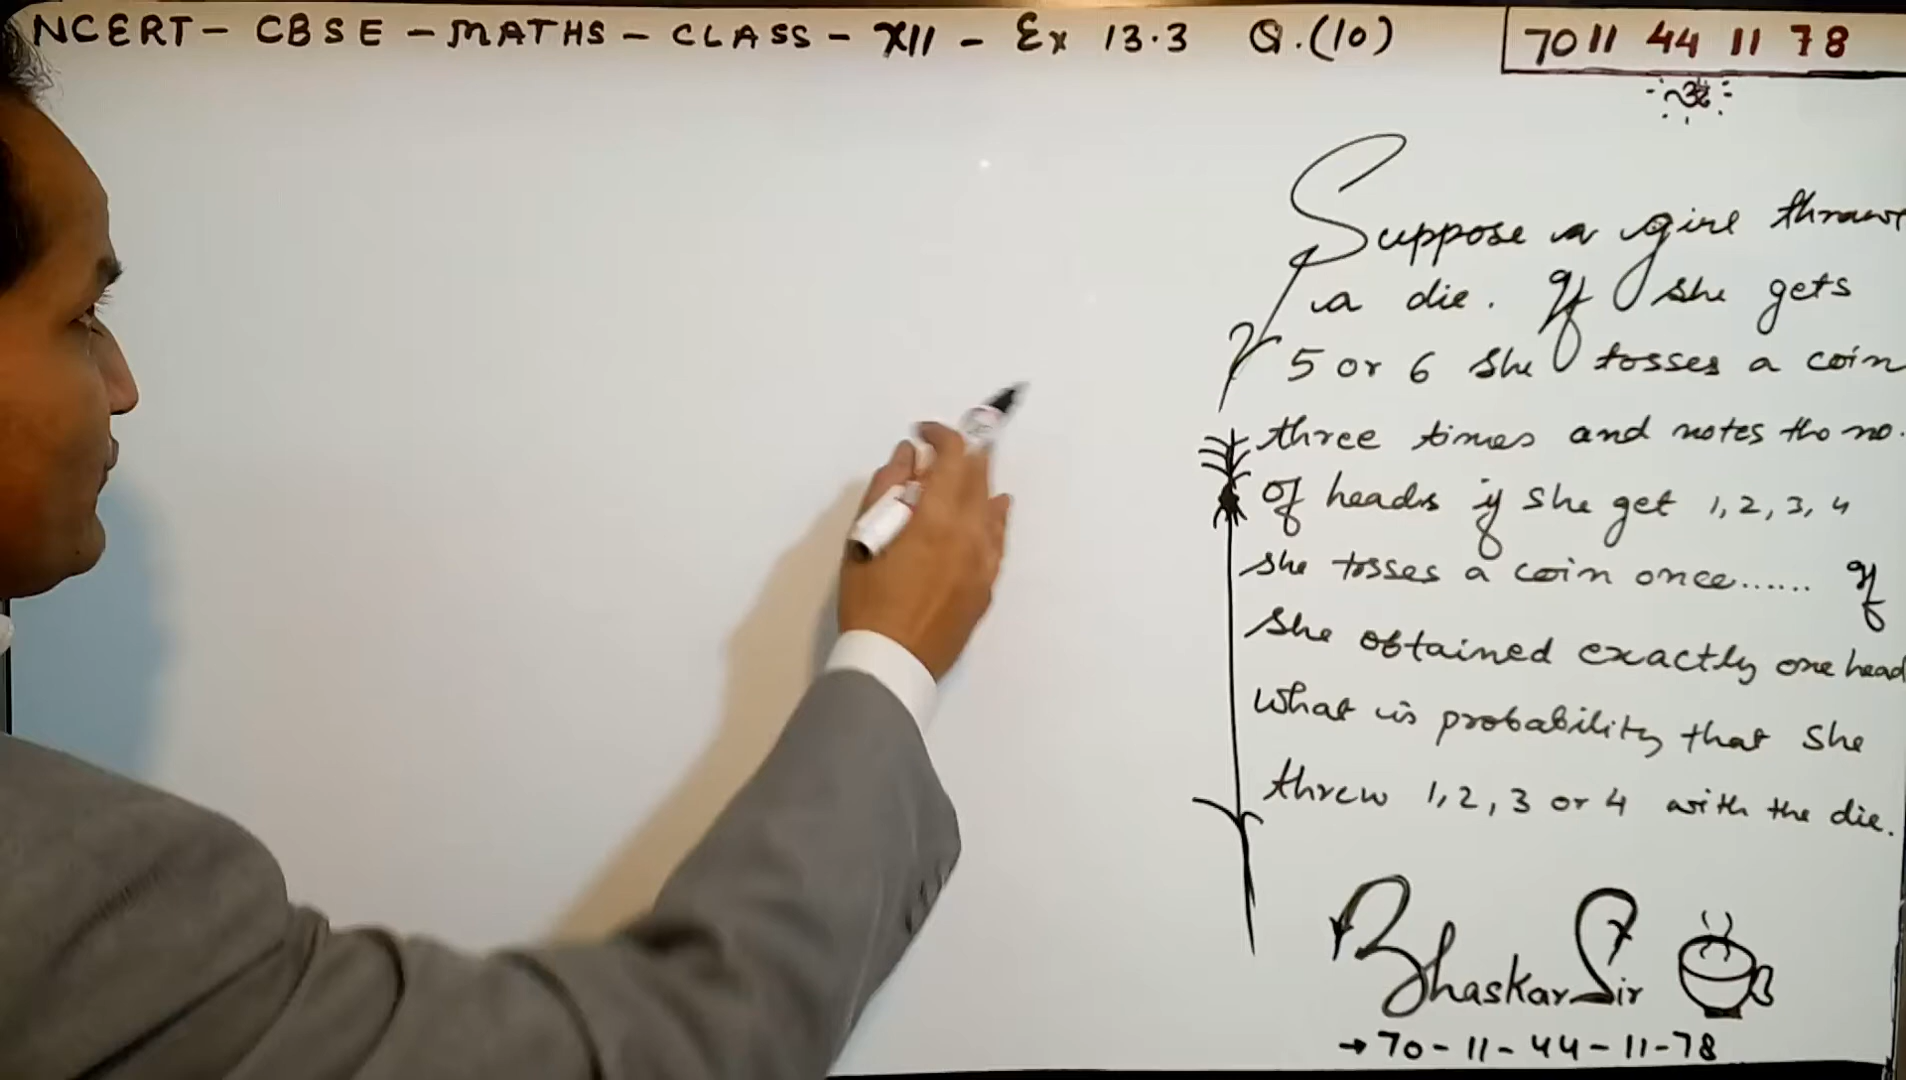 NCERT - CBSE - MATHS - CLASS - XII - Ex 13.3 Q.(10)
7011 44 11 78
Suppose a girl throws
a die. If she gets
5 or 6 she tosses a coin
three times and notes the no.
of heads if she get 1, 2, 3, 4
she tosses a coin once...... If
she obtained exactly one head
What is probability that she
threw 1, 2, 3 or 4 with the die.
Bhaskar Sir
→ 70-11-44-11-78